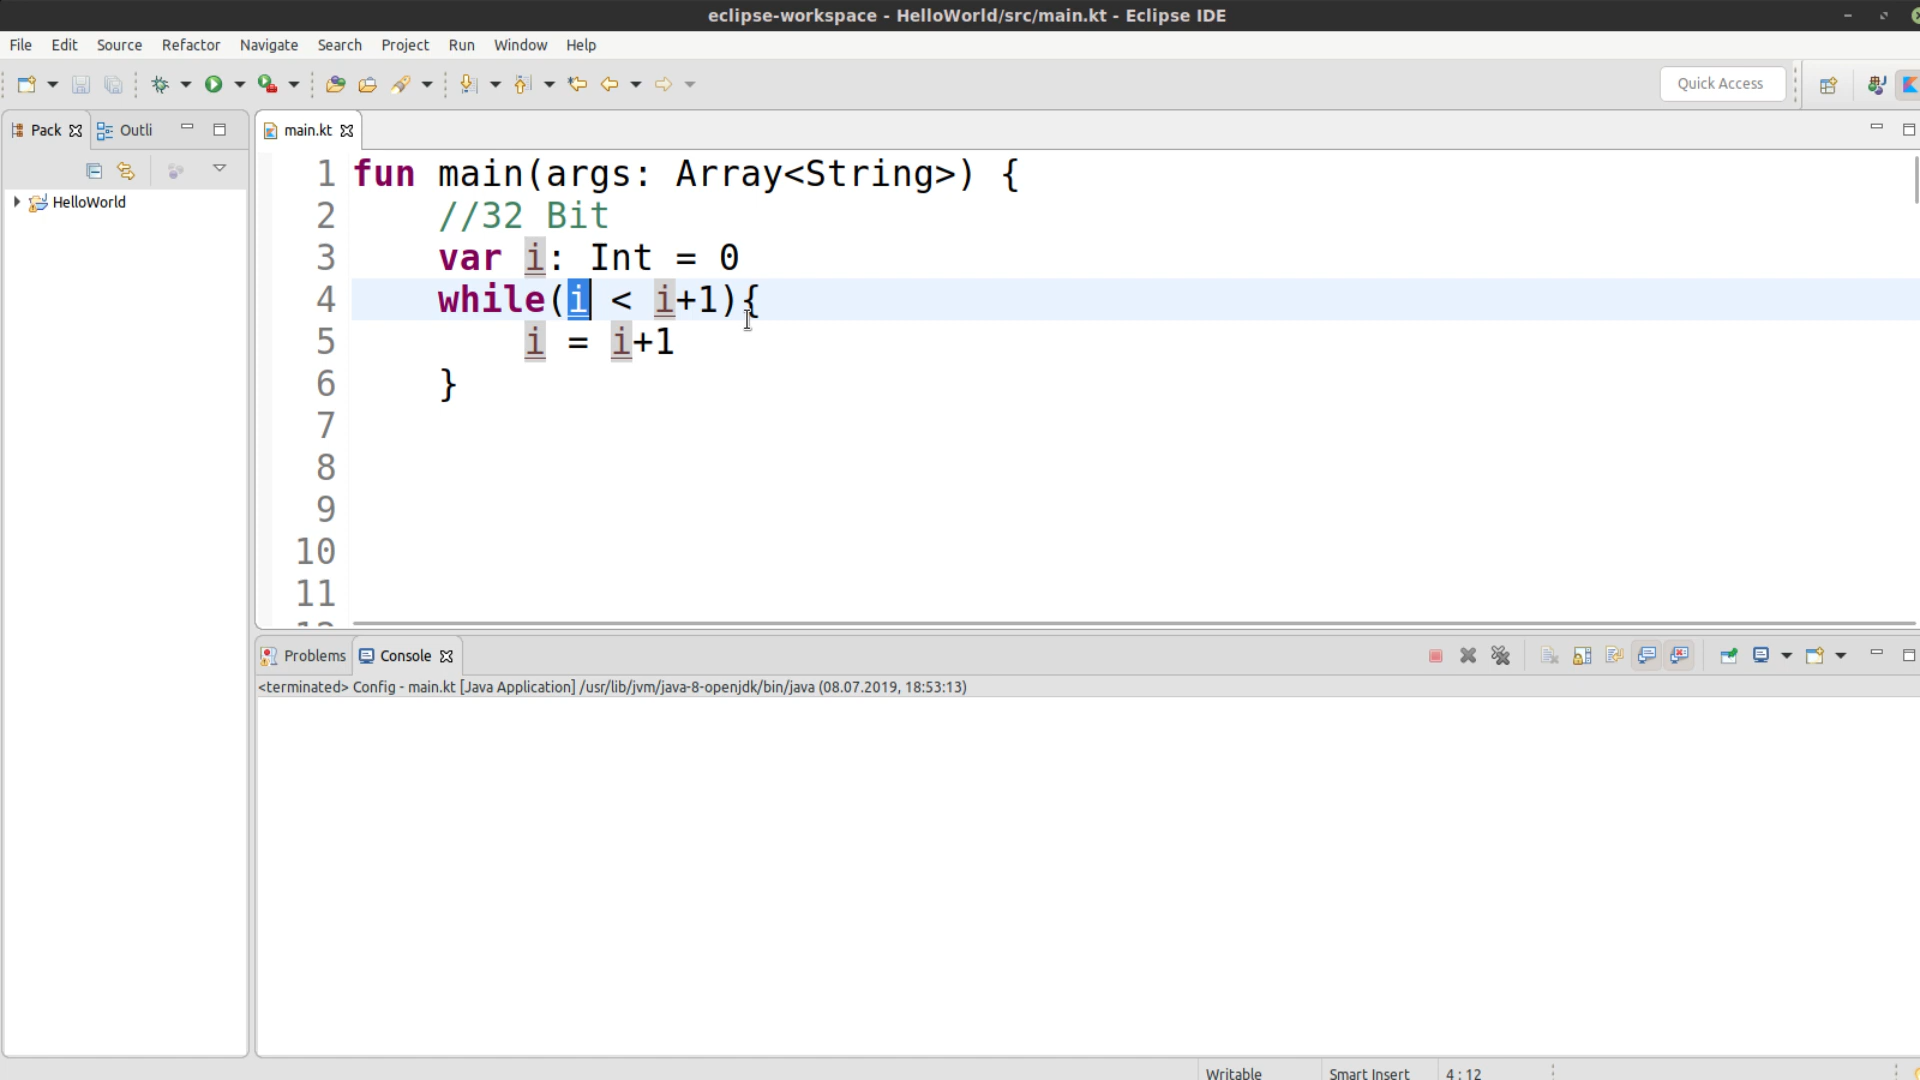 eclipse-workspace - HelloWorld/src/main.kt - Eclipse IDE
File Edit Source Refactor Navigate Search Project Run Window Help
Quick Access
Pack Outli
main.kt
HelloWorld
1 fun main(args: Array<String>) {
2 //32 Bit
3 var i: Int = 0
4 while(i < i+1){
5 i = i+1
6 }
7
8
9
10
11
Problems Console
<terminated> Config - main.kt [Java Application] /usr/lib/jvm/java-8-openjdk/bin/java (08.07.2019, 18:53:13)
Writable Smart Insert 4 : 12